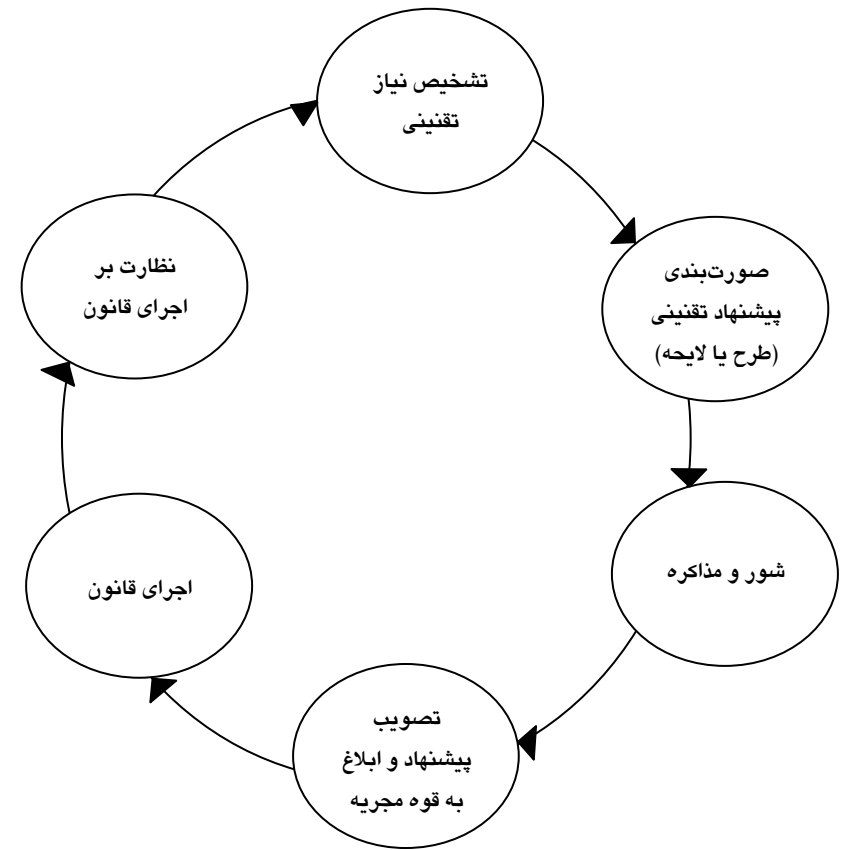 تشخیص نیاز
تقنینی
صورت‌بندی
پیشنهاد تقنینی
(طرح یا لایحه)
شور و مذاکره
تصویب
پیشنهاد و ابلاغ
به قوه مجریه
اجرای قانون
نظارت بر
اجرای قانون